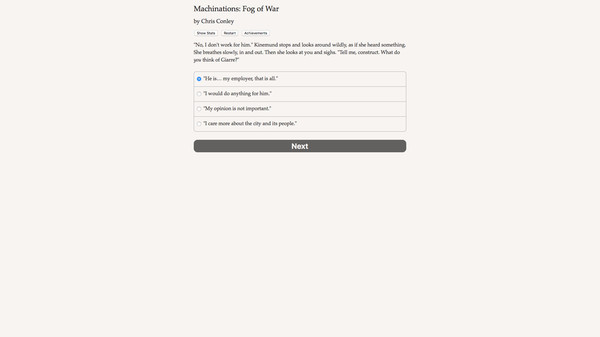 Machinations: Fog of War
by Chris Conley
Show Stats Restart Achievements
"No, I don't work for him." Kinemund stops and looks around wildly, as if she heard something.
She breathes slowly, in and out. Then she looks at you and sighs. "Tell me, construct. What do
you think of Giarre?"
"He is… my employer, that is all."
"I would do anything for him."
"My opinion is not important."
"I care more about the city and its people."
Next